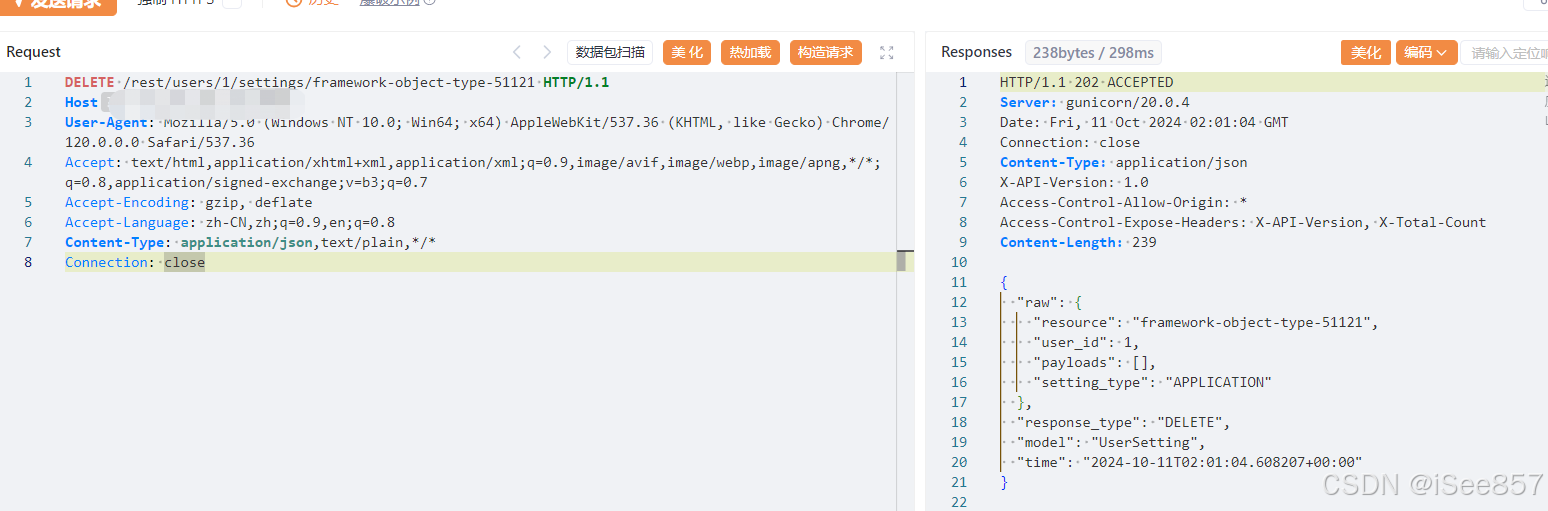 发送请求 强制 HTTPS 历史 爆破示例
Request 数据包扫描 美化 热加载 构造请求
1 DELETE /rest/users/1/settings/framework-object-type-51121 HTTP/1.1
2 Host
3 User-Agent: Mozilla/5.0 (Windows NT 10.0; Win64; x64) AppleWebKit/537.36 (KHTML, like Gecko) Chrome/
120.0.0.0 Safari/537.36
4 Accept: text/html,application/xhtml+xml,application/xml;q=0.9,image/avif,image/webp,image/apng,*/*;
q=0.8,application/signed-exchange;v=b3;q=0.7
5 Accept-Encoding: gzip, deflate
6 Accept-Language: zh-CN,zh;q=0.9,en;q=0.8
7 Content-Type: application/json,text/plain,*/*
8 Connection: close
Responses 238bytes / 298ms 美化 编码 请输入定位
1 HTTP/1.1 202 ACCEPTED
2 Server: gunicorn/20.0.4
3 Date: Fri, 11 Oct 2024 02:01:04 GMT
4 Connection: close
5 Content-Type: application/json
6 X-API-Version: 1.0
7 Access-Control-Allow-Origin: *
8 Access-Control-Expose-Headers: X-API-Version, X-Total-Count
9 Content-Length: 239
10
11 {
12 "raw": {
13 "resource": "framework-object-type-51121",
14 "user_id": 1,
15 "payloads": [],
16 "setting_type": "APPLICATION"
17 },
18 "response_type": "DELETE",
19 "model": "UserSetting",
20 "time": "2024-10-11T02:01:04.608207+00:00"
21 }
22
CSDN @iSee857